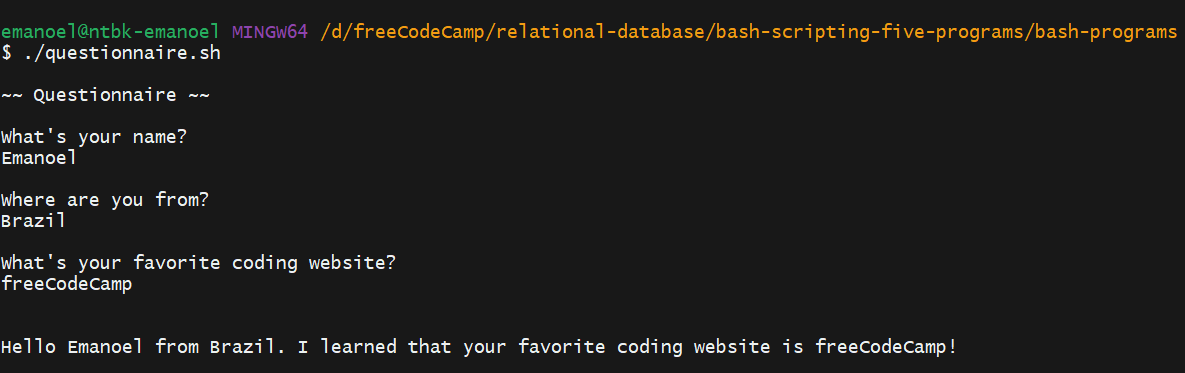 emanoel@ntbk-emanoel MINGW64 /d/freeCodeCamp/relational-database/bash-scripting-five-programs/bash-programs
$ ./questionnaire.sh
~~ Questionnaire ~~
What's your name?
Emanoel
Where are you from?
Brazil
What's your favorite coding website?
freeCodeCamp
Hello Emanoel from Brazil. I learned that your favorite coding website is freeCodeCamp!